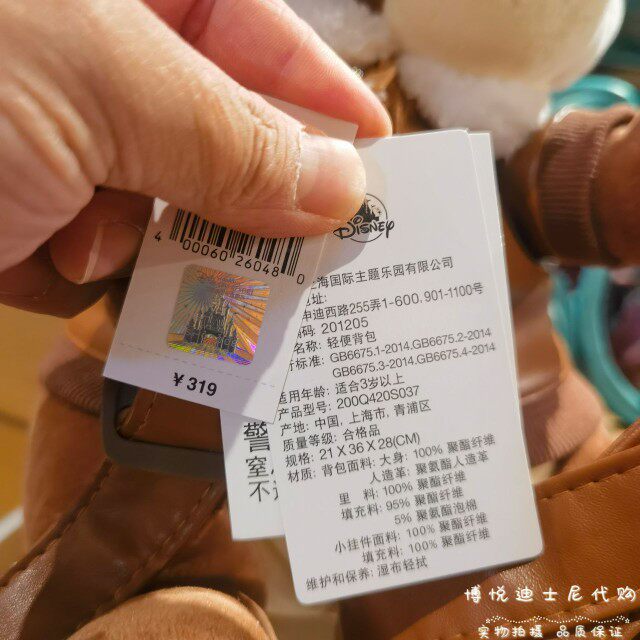 DISNEY
4 00060 26048 0
¥319
上海国际主题乐园有限公司
址:
申迪西路255弄1-600.901-1100号
码: 201205
名称: 轻便背包
行标准: GB6675.1-2014.GB6675.2-2014
GB6675.3-2014.GB6675.4-2014
适用年龄: 适合3岁以上
产品型号: 200Q420S037
产地: 中国, 上海市, 青浦区
质量等级: 合格品
规格: 21 X 36 X 28(CM)
材质: 背包面料: 大身: 100% 聚酯纤维
人造革: 聚氨酯人造革
里 料: 100% 聚酯纤维
填充料: 95% 聚酯纤维
5% 聚氨酯泡棉
小挂件面料: 100% 聚酯纤维
填充料: 100% 聚酯纤维
维护和保养: 湿布轻拭
警
窒
不
博悦迪士尼代购
实物拍摄 品质保证